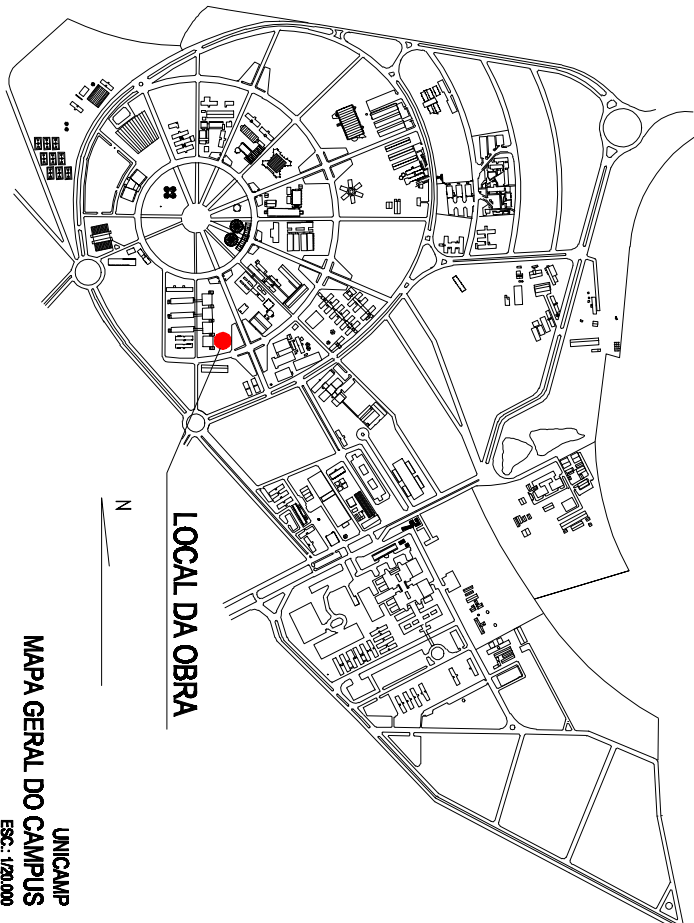 N
LOCAL DA OBRA
UNICAMP
MAPA GERAL DO CAMPUS
ESC.: 1/20.000